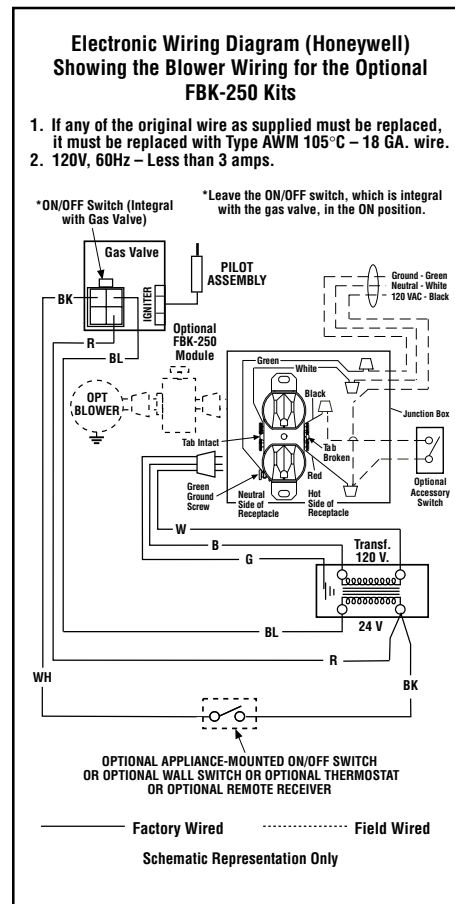 Electronic Wiring Diagram (Honeywell)
Showing the Blower Wiring for the Optional
FBK-250 Kits
1. If any of the original wire as supplied must be replaced,
it must be replaced with Type AWM 105°C – 18 GA. wire.
2. 120V, 60Hz – Less than 3 amps.
*ON/OFF Switch (Integral
with Gas Valve)
*Leave the ON/OFF switch, which is integral
with the gas valve, in the ON position.
Gas Valve
IGNITER
PILOT
ASSEMBLY
Ground - Green
Neutral - White
120 VAC - Black
BK
R
BL
Optional
FBK-250
Module
OPT
BLOWER
Green
White
Black
Junction Box
Tab Intact
Tab
Broken
Red
Green
Ground
Screw
Neutral
Side of
Receptacle
Hot
Side of
Receptacle
Optional
Accessory
Switch
W
B
G
Transf.
120 V.
24 V
BL
R
WH
BK
OPTIONAL APPLIANCE-MOUNTED ON/OFF SWITCH
OR OPTIONAL WALL SWITCH OR OPTIONAL THERMOSTAT
OR OPTIONAL REMOTE RECEIVER
Factory Wired
Field Wired
Schematic Representation Only